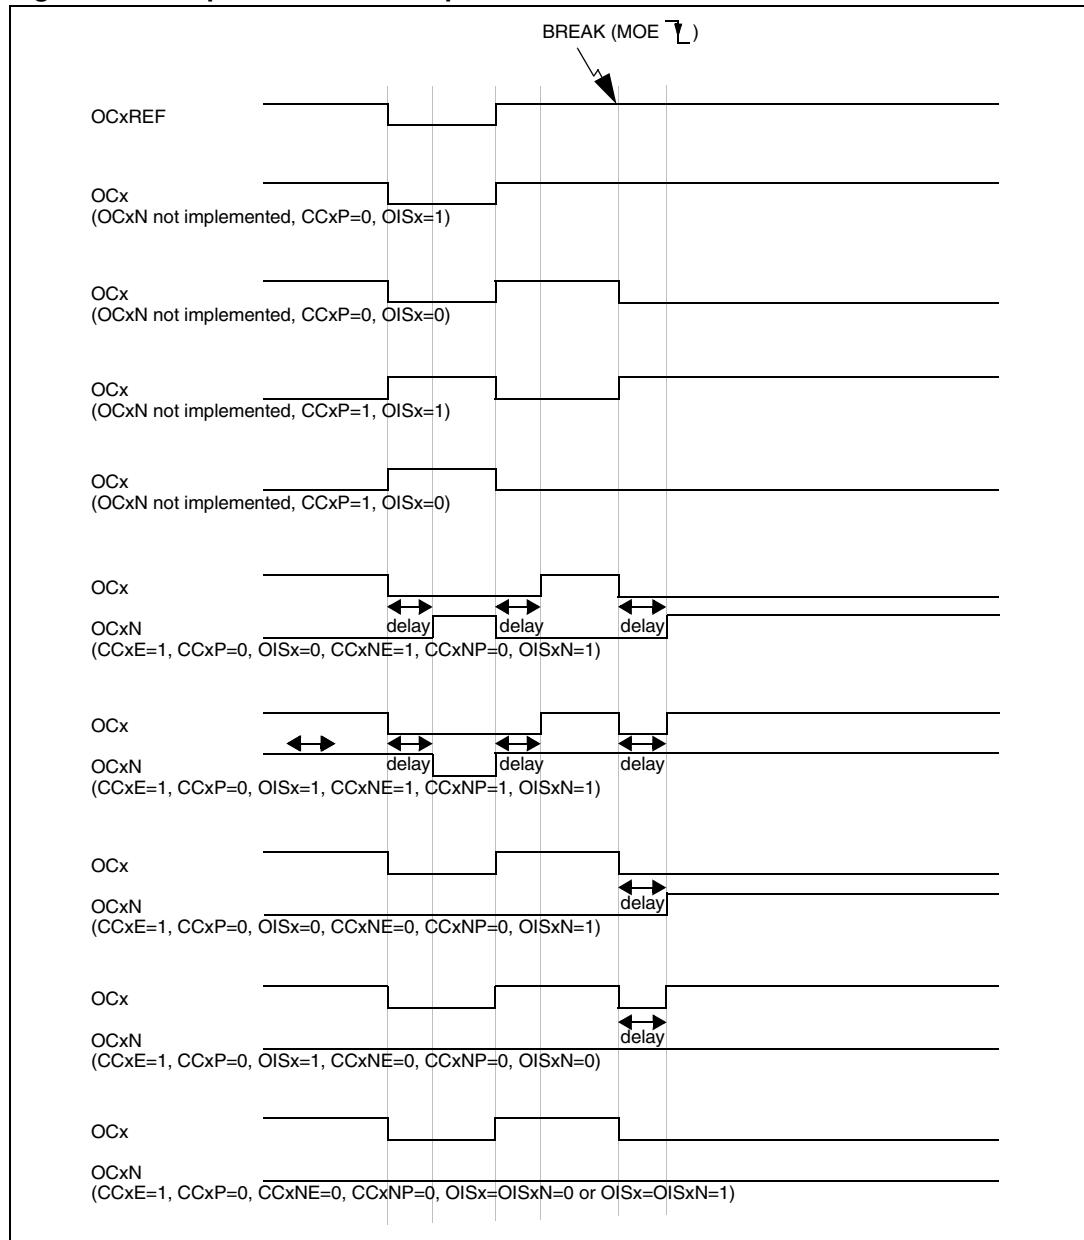 BREAK (MOE )
OCxREF
OCx
(OCxN not implemented, CCxP=0, OISx=1)
OCx
(OCxN not implemented, CCxP=0, OISx=0)
OCx
(OCxN not implemented, CCxP=1, OISx=1)
OCx
(OCxN not implemented, CCxP=1, OISx=0)
OCx
delay delay delay
OCxN
(CCxE=1, CCxP=0, OISx=0, CCxNE=1, CCxNP=0, OISxN=1)
OCx
delay delay delay
OCxN
(CCxE=1, CCxP=0, OISx=1, CCxNE=1, CCxNP=1, OISxN=1)
OCx
delay
OCxN
(CCxE=1, CCxP=0, OISx=0, CCxNE=0, CCxNP=0, OISxN=1)
OCx
delay
OCxN
(CCxE=1, CCxP=0, OISx=1, CCxNE=0, CCxNP=0, OISxN=0)
OCx
OCxN
(CCxE=1, CCxP=0, CCxNE=0, CCxNP=0, OISx=OISxN=0 or OISx=OISxN=1)